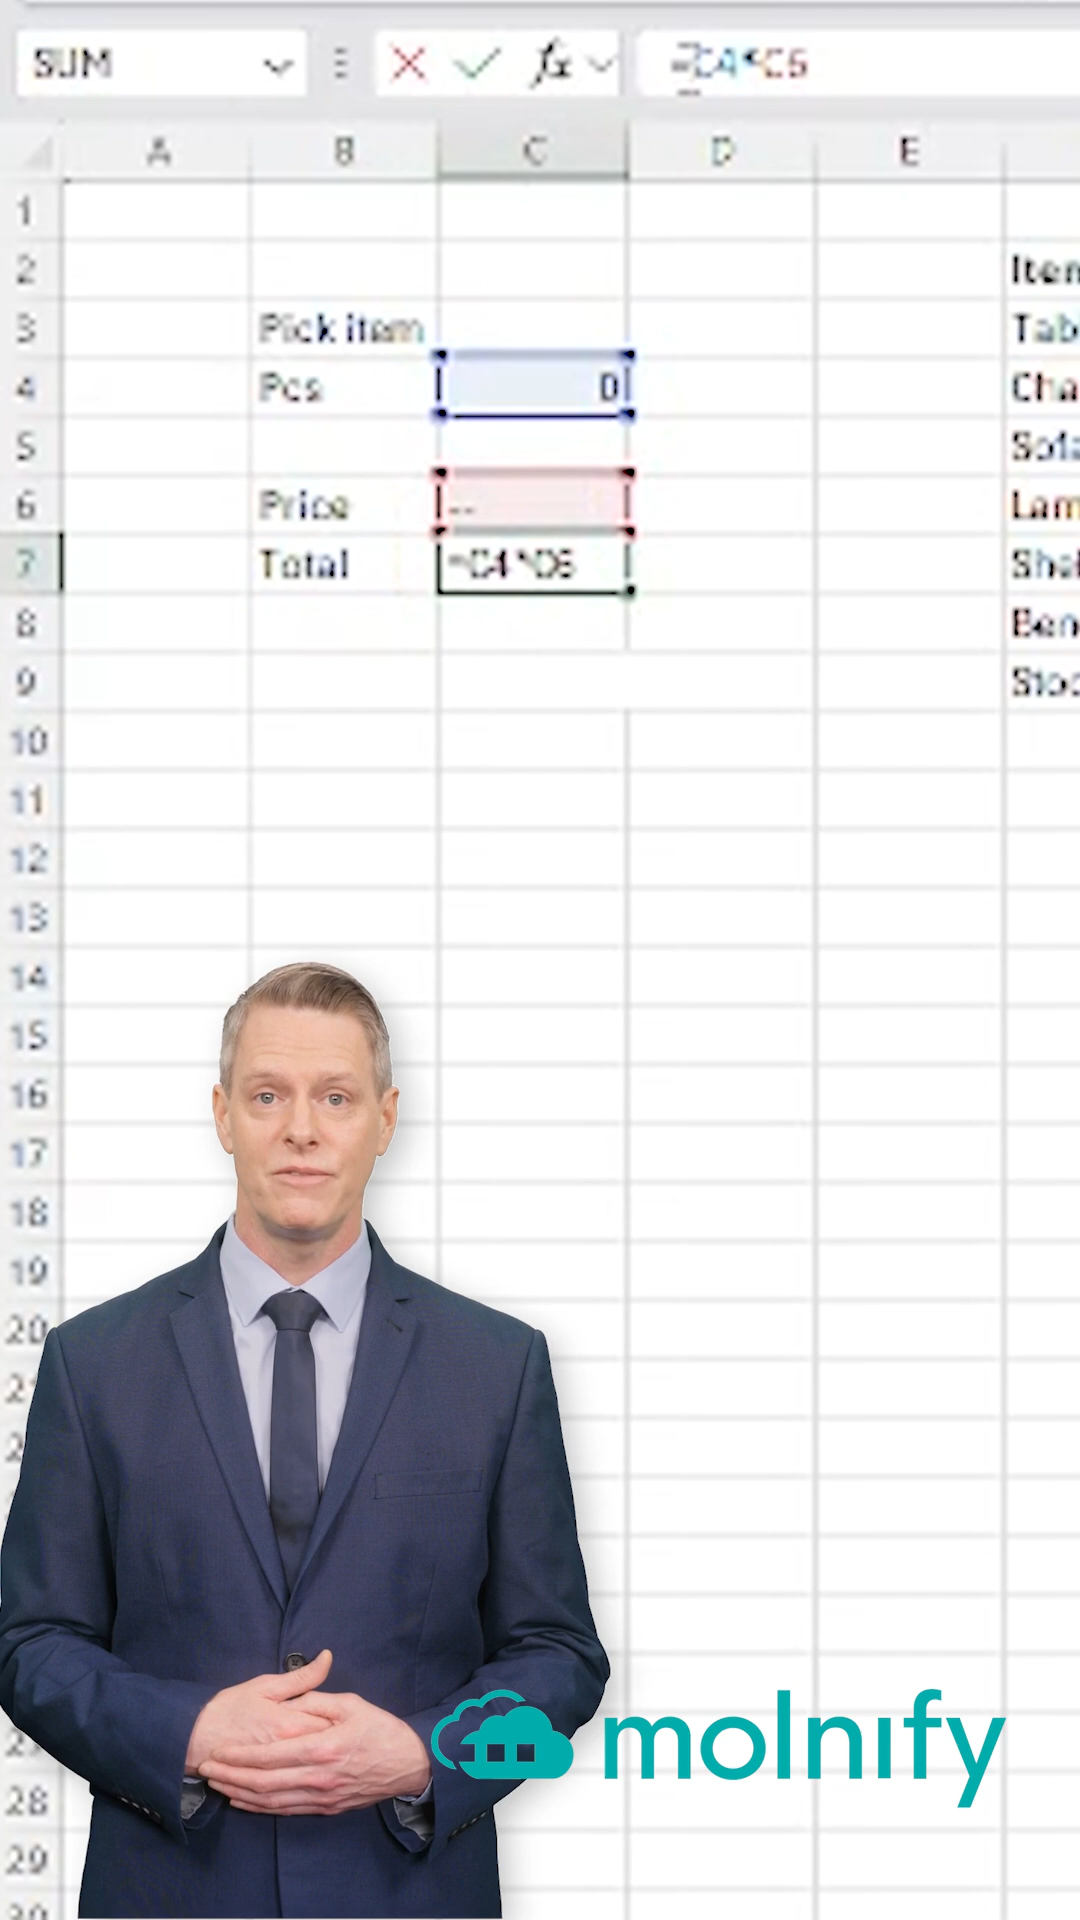 SUM fx =C4*C6
A B C D E
1
2
3 Pick item
4 Pcs 0
5
6 Price --
7 Total =C4*C6
8
9
10
11
12
13
14
15
16
17
18
19
20
28
29
molnify